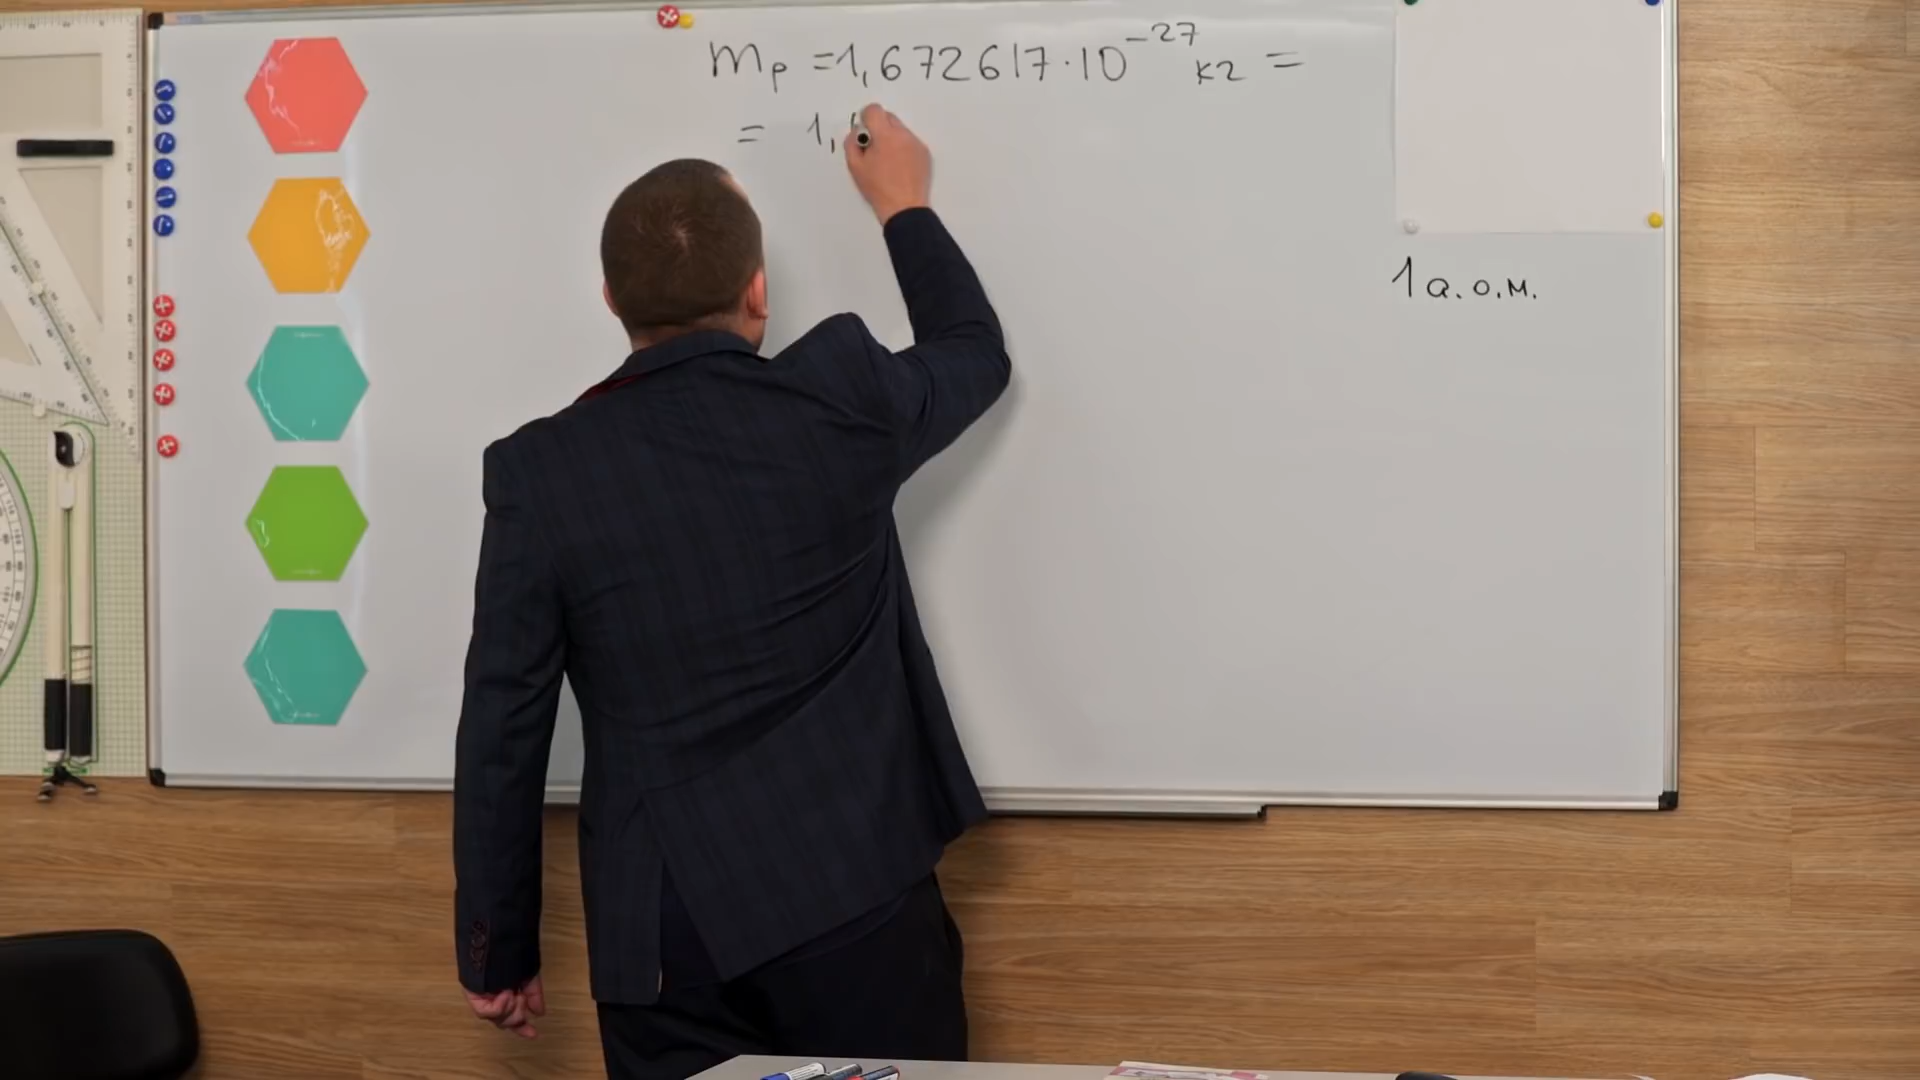 mₚ = 1,672617·10⁻²⁷ кг =
= 1,
1 а.о.м.